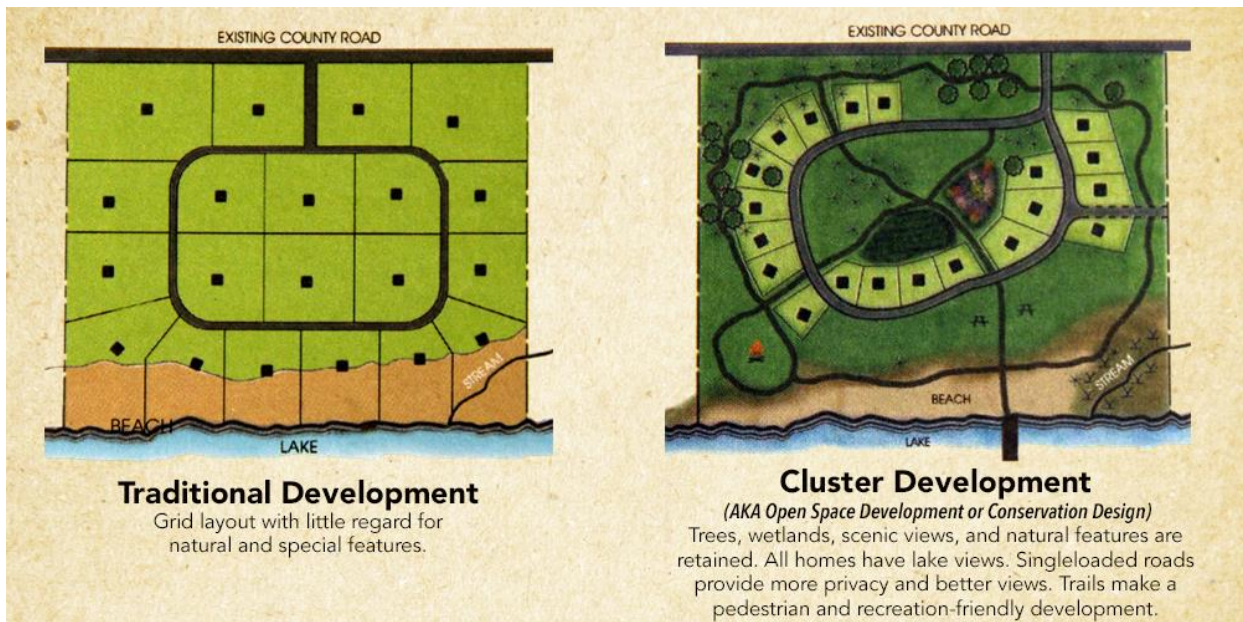 EXISTING COUNTY ROAD
STREAM
BEACH
LAKE
Traditional Development
Grid layout with little regard for
natural and special features.
EXISTING COUNTY ROAD
STREAM
BEACH
LAKE
Cluster Development
(AKA Open Space Development or Conservation Design)
Trees, wetlands, scenic views, and natural features are
retained. All homes have lake views. Singleloaded roads
provide more privacy and better views. Trails make a
pedestrian and recreation-friendly development.